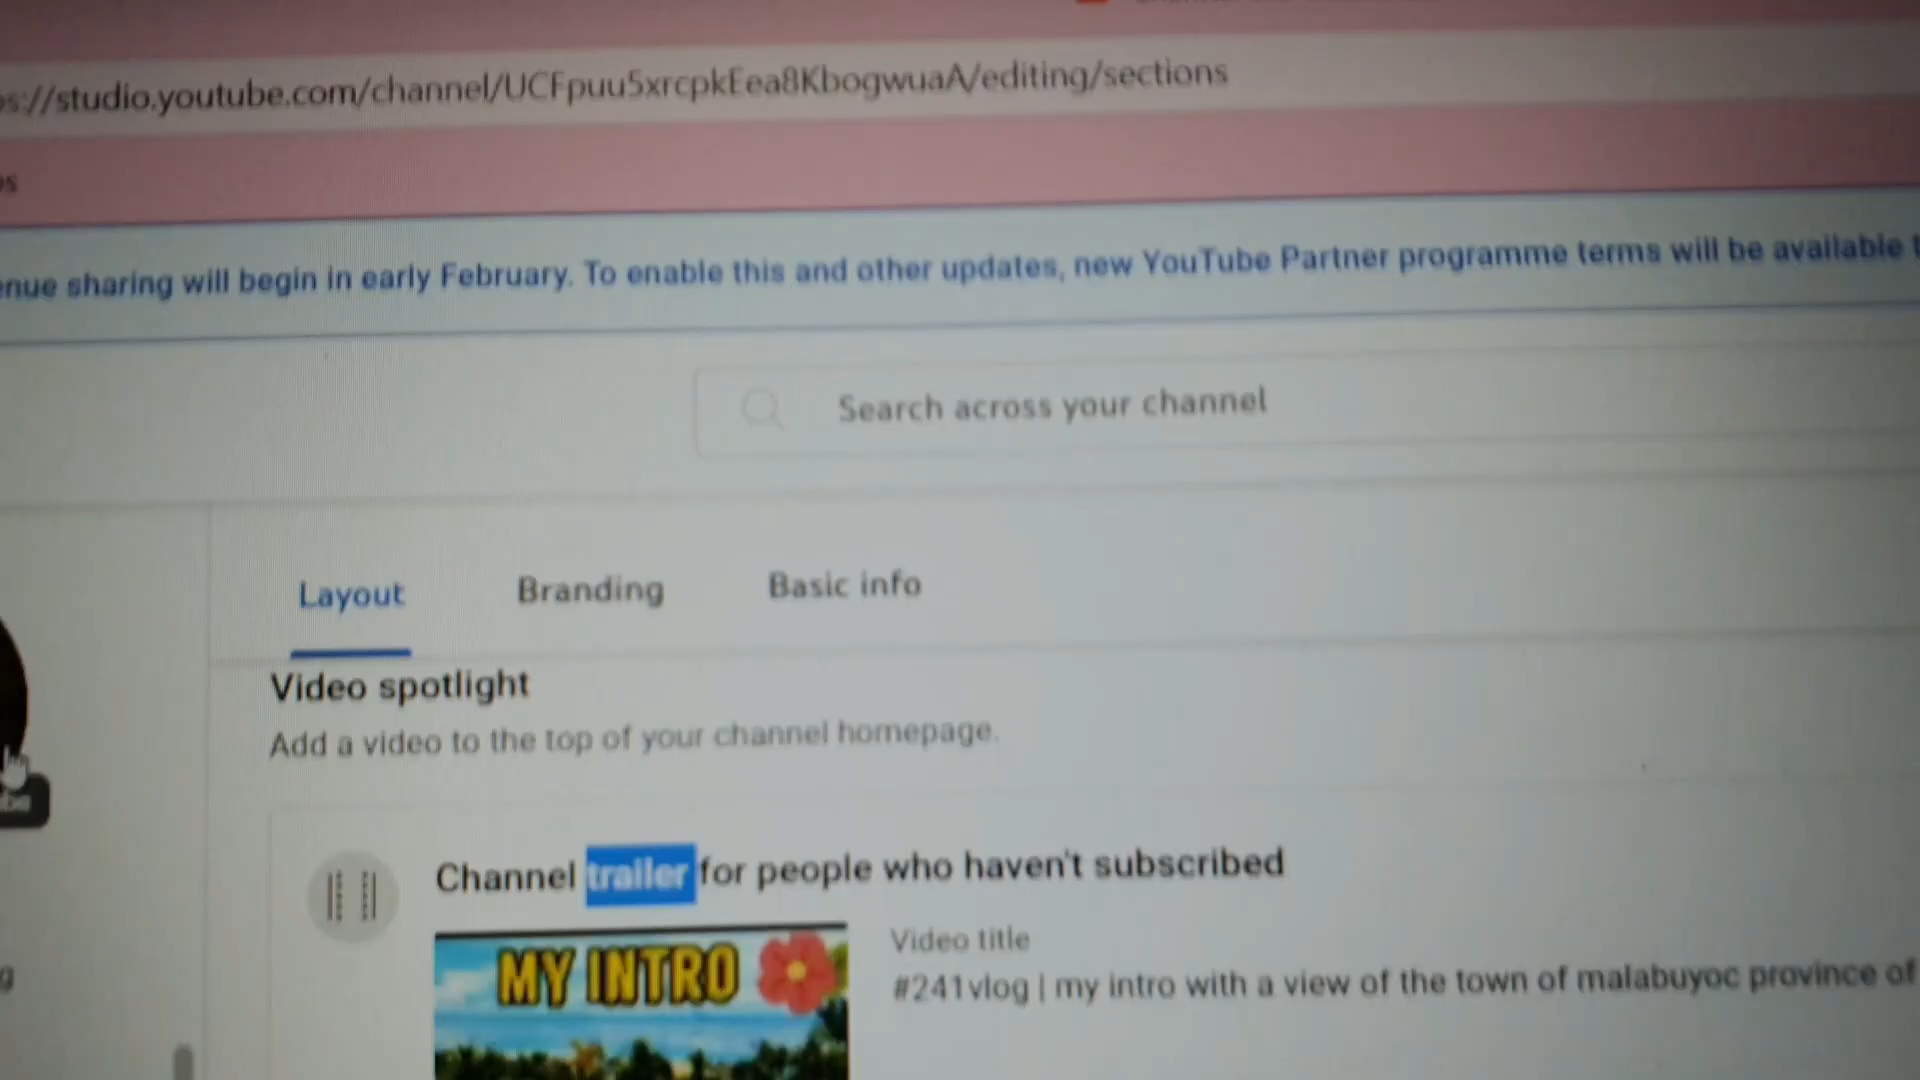 s://studio.youtube.com/channel/UCFpuu5xrcpkEea8KbogwuaA/editing/sections
os
enue sharing will begin in early February. To enable this and other updates, new YouTube Partner programme terms will be available t
Search across your channel
Layout Branding Basic info
Video spotlight
Add a video to the top of your channel homepage.
Channel trailer for people who haven't subscribed
MY INTRO
Video title
#241vlog | my intro with a view of the town of malabuyoc province of
g